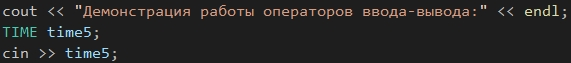 cout << "Демонстрация работы операторов ввода-вывода:" << endl;
TIME time5;
cin >> time5;